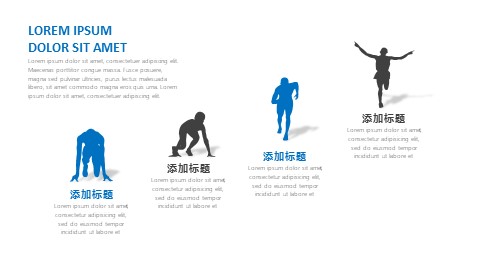 LOREM IPSUM
DOLOR SIT AMET
Lorem ipsum dolor sit amet, consectetur adipiscing elit.
Maecenas porttitor congue massa. Fusce posuere,
magna sed pulvinar ultricies, purus lectus malesuada
libero, sit amet commodo magna eros quis urna. Lorem
ipsum dolor sit amet, consectetur adipiscing elit.
添加标题
Lorem ipsum dolor sit amet,
consectetur adipiscing elit,
sed do eiusmod tempor
incididunt ut labore et
添加标题
Lorem ipsum dolor sit amet,
consectetur adipiscing elit,
sed do eiusmod tempor
incididunt ut labore et
添加标题
Lorem ipsum dolor sit amet,
consectetur adipiscing elit,
sed do eiusmod tempor
incididunt ut labore et
添加标题
Lorem ipsum dolor sit amet,
consectetur adipiscing elit,
sed do eiusmod tempor
incididunt ut labore et